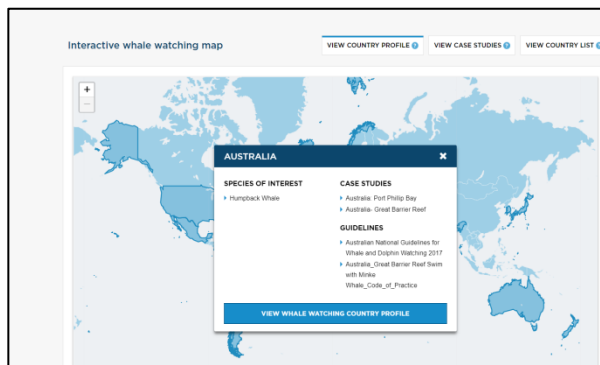 Interactive whale watching map
VIEW COUNTRY PROFILE ?
VIEW CASE STUDIES ?
VIEW COUNTRY LIST ?
+
−
AUSTRALIA
SPECIES OF INTEREST
Humpback Whale
CASE STUDIES
Australia: Port Phillip Bay
Australia- Great Barrier Reef
GUIDELINES
Australian National Guidelines for
Whale and Dolphin Watching 2017
Australia_Great Barrier Reef Swim
with Minke
Whale_Code_of_Practice
VIEW WHALE WATCHING COUNTRY PROFILE